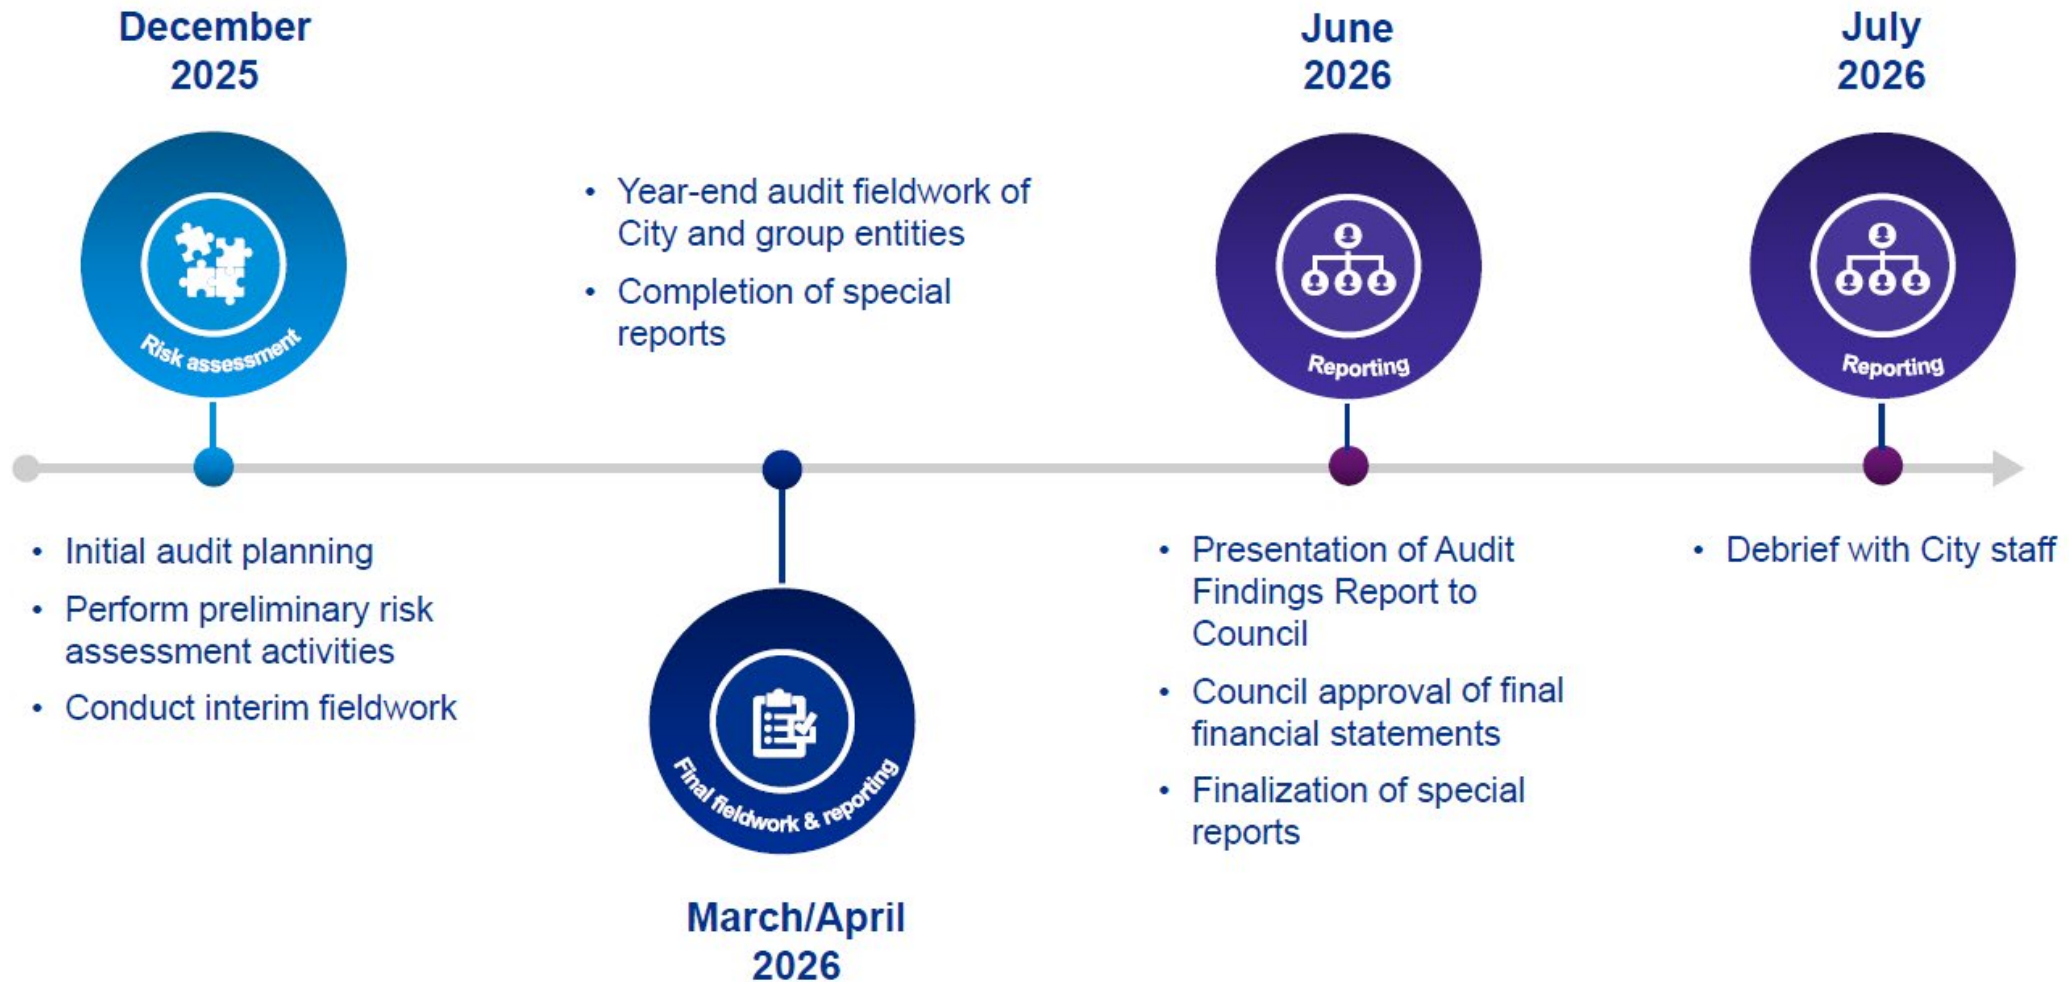 December
2025
Risk assessment
• Initial audit planning
• Perform preliminary risk
assessment activities
• Conduct interim fieldwork
• Year-end audit fieldwork of
City and group entities
• Completion of special
reports
Final fieldwork & reporting
March/April
2026
June
2026
Reporting
• Presentation of Audit
Findings Report to
Council
• Council approval of final
financial statements
• Finalization of special
reports
July
2026
Reporting
• Debrief with City staff